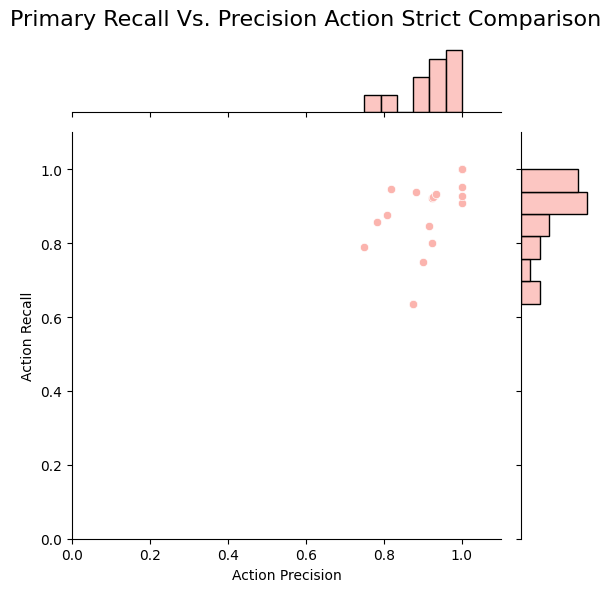 Primary Recall Vs. Precision Action Strict Comparison
1.0
0.8
0.6
0.4
0.2
0.0
Action Recall
0.0 0.2 0.4 0.6 0.8 1.0
Action Precision